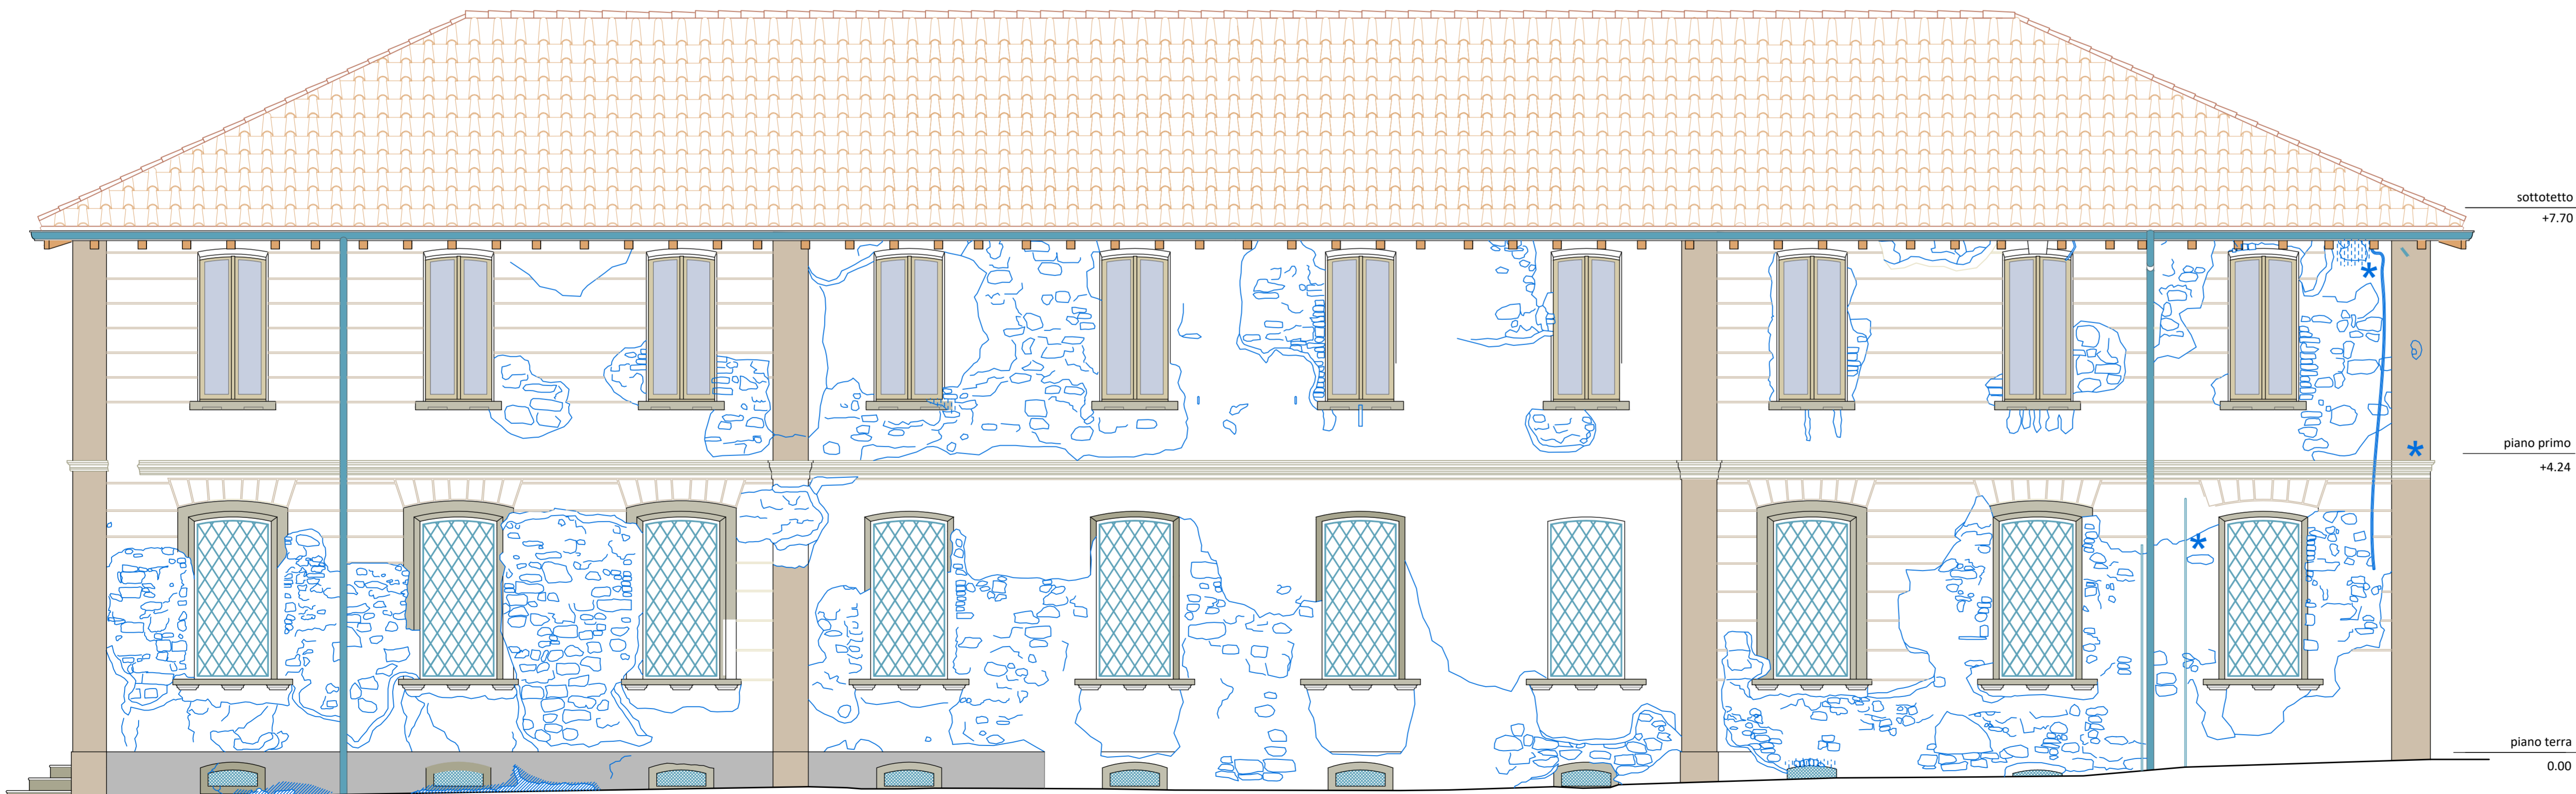 sottotetto
+7.70
piano primo
+4.24
piano terra
0.00